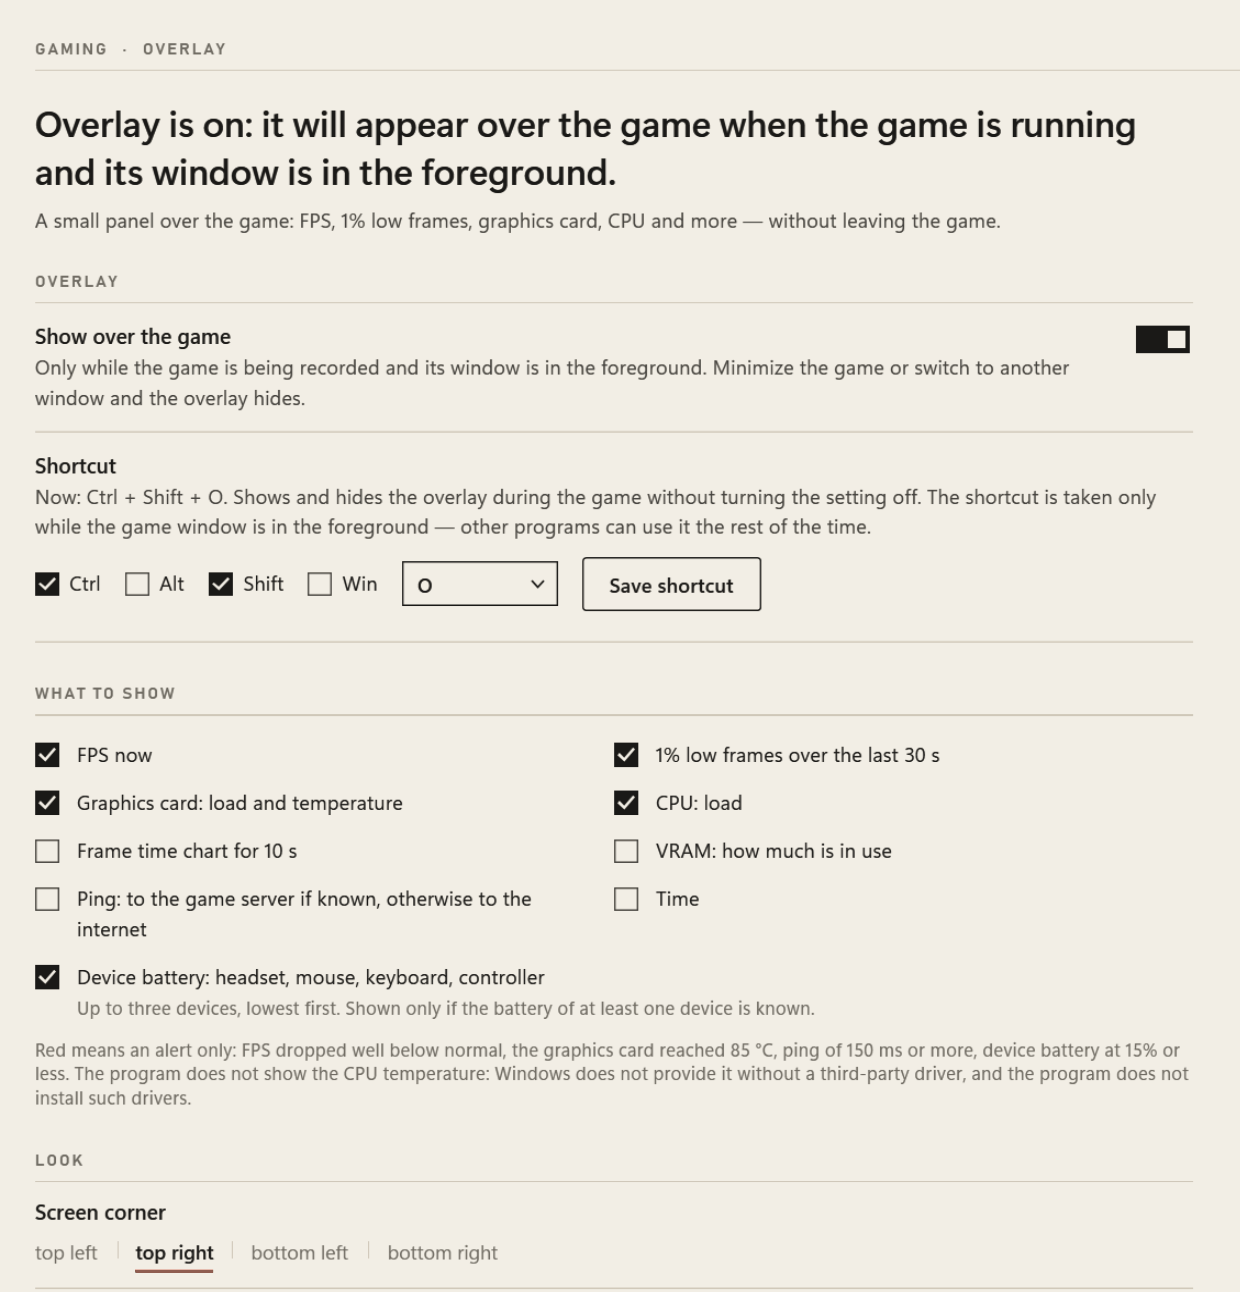 GAMING · OVERLAY
Overlay is on: it will appear over the game when the game is running
and its window is in the foreground.
A small panel over the game: FPS, 1% low frames, graphics card, CPU and more — without leaving the game.
OVERLAY
Show over the game
Only while the game is being recorded and its window is in the foreground. Minimize the game or switch to another
window and the overlay hides.
Shortcut
Now: Ctrl + Shift + O. Shows and hides the overlay during the game without turning the setting off. The shortcut is taken only
while the game window is in the foreground — other programs can use it the rest of the time.
Ctrl Alt Shift Win O Save shortcut
WHAT TO SHOW
FPS now
1% low frames over the last 30 s
Graphics card: load and temperature
CPU: load
Frame time chart for 10 s
VRAM: how much is in use
Ping: to the game server if known, otherwise to the
internet
Time
Device battery: headset, mouse, keyboard, controller
Up to three devices, lowest first. Shown only if the battery of at least one device is known.
Red means an alert only: FPS dropped well below normal, the graphics card reached 85 °C, ping of 150 ms or more, device battery at 15% or
less. The program does not show the CPU temperature: Windows does not provide it without a third-party driver, and the program does not
install such drivers.
LOOK
Screen corner
top left top right bottom left bottom right